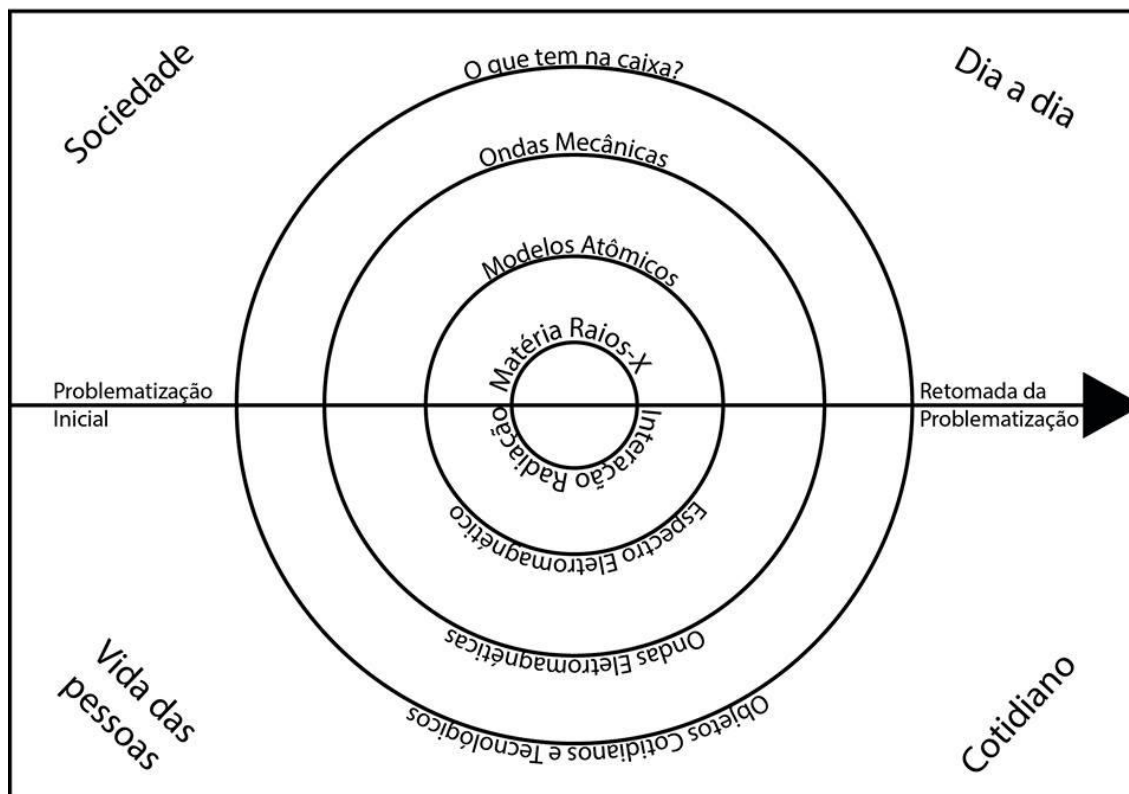 Sociedade
Dia a dia
O que tem na caixa?
Ondas Mecânicas
Modelos Atômicos
Matéria Raios-X
Problematização
Inicial
Retomada da
Problematização
Interação Radiação
Espectro Eletromagnético
Ondas Eletromagnéticas
Objetos Cotidianos e Tecnológicos
Vida das
pessoas
Cotidiano